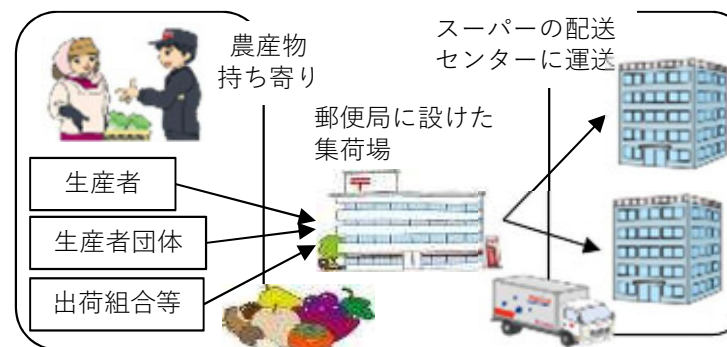 農産物
持ち寄り
スーパーの配送
センターに運送
郵便局に設けた
集荷場
生産者
生産者団体
出荷組合等
〒